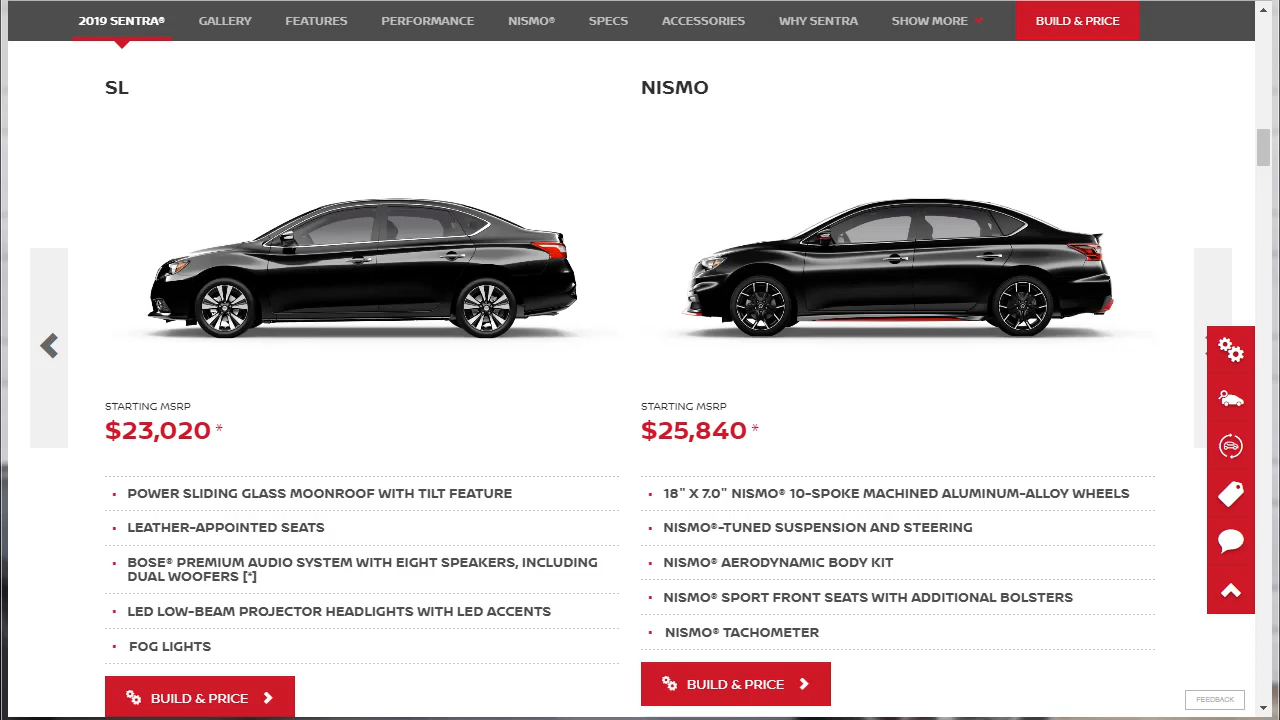 2019 SENTRA® GALLERY FEATURES PERFORMANCE NISMO® SPECS ACCESSORIES WHY SENTRA SHOW MORE BUILD & PRICE
SL
STARTING MSRP
$23,020 *
POWER SLIDING GLASS MOONROOF WITH TILT FEATURE
LEATHER-APPOINTED SEATS
BOSE® PREMIUM AUDIO SYSTEM WITH EIGHT SPEAKERS, INCLUDING
DUAL WOOFERS [*]
LED LOW-BEAM PROJECTOR HEADLIGHTS WITH LED ACCENTS
FOG LIGHTS
BUILD & PRICE
NISMO
STARTING MSRP
$25,840 *
18" X 7.0" NISMO® 10-SPOKE MACHINED ALUMINUM-ALLOY WHEELS
NISMO®-TUNED SUSPENSION AND STEERING
NISMO® AERODYNAMIC BODY KIT
NISMO® SPORT FRONT SEATS WITH ADDITIONAL BOLSTERS
NISMO® TACHOMETER
BUILD & PRICE
FEEDBACK